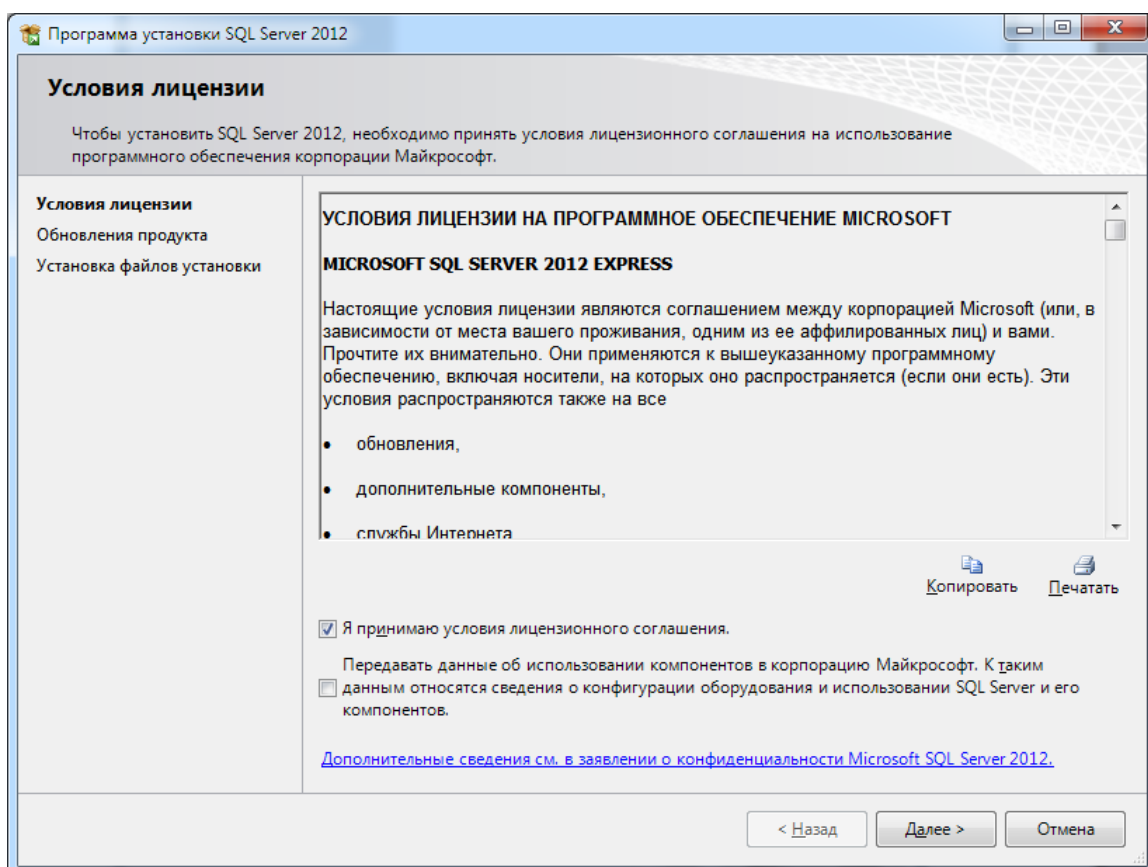 Программа установки SQL Server 2012
Условия лицензии
Чтобы установить SQL Server 2012, необходимо принять условия лицензионного соглашения на использование
программного обеспечения корпорации Майкрософт.
Условия лицензии
Обновления продукта
Установка файлов установки
УСЛОВИЯ ЛИЦЕНЗИИ НА ПРОГРАММНОЕ ОБЕСПЕЧЕНИЕ MICROSOFT
MICROSOFT SQL SERVER 2012 EXPRESS
Настоящие условия лицензии являются соглашением между корпорацией Microsoft (или, в
зависимости от места вашего проживания, одним из ее аффилированных лиц) и вами.
Прочтите их внимательно. Они применяются к вышеуказанному программному
обеспечению, включая носители, на которых оно распространяется (если они есть). Эти
условия распространяются также на все
• обновления,
• дополнительные компоненты,
• службы Интернета
Копировать
Печатать
Я принимаю условия лицензионного соглашения.
Передавать данные об использовании компонентов в корпорацию Майкрософт. К таким
данным относятся сведения о конфигурации оборудования и использовании SQL Server и его
компонентов.
Дополнительные сведения см. в заявлении о конфиденциальности Microsoft SQL Server 2012.
< Назад
Далее >
Отмена